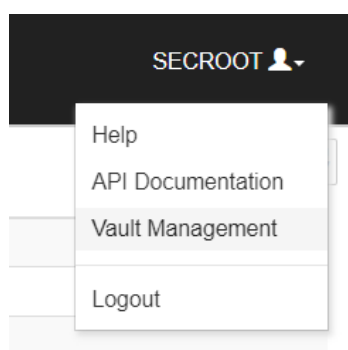 SECROOT
Help
API Documentation
Vault Management
Logout